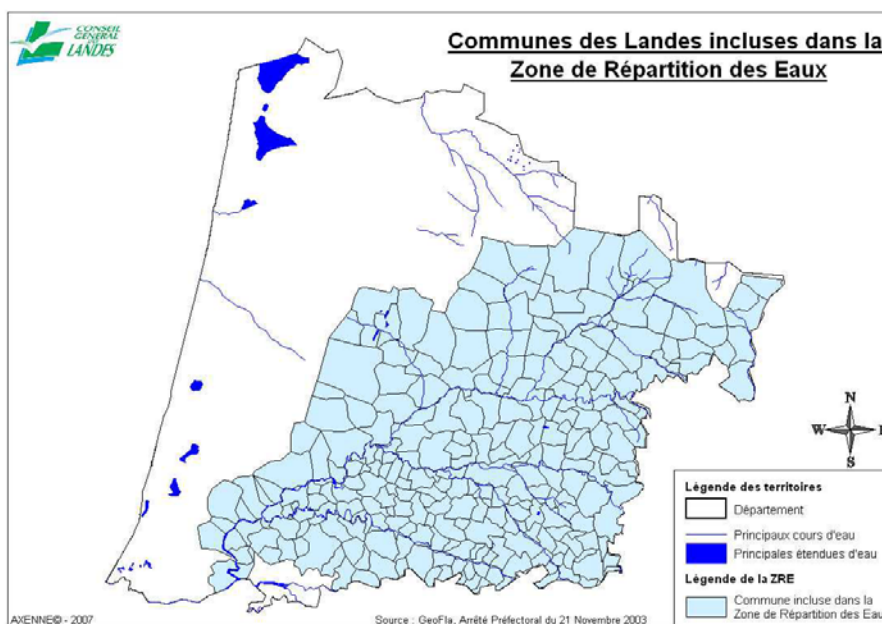 CONSEIL
GENERAL
des
LANDES
Communes des Landes incluses dans la
Zone de Répartition des Eaux
N
W
E
S
Légende des territoires
Département
Principaux cours d'eau
Principales étendues d'eau
Légende de la ZRE
Commune incluse dans la
Zone de Répartition des Eau
AXENNE© - 2007
Source : GeoFla, Arrêté Préfectoral du 21 Novembre 2003